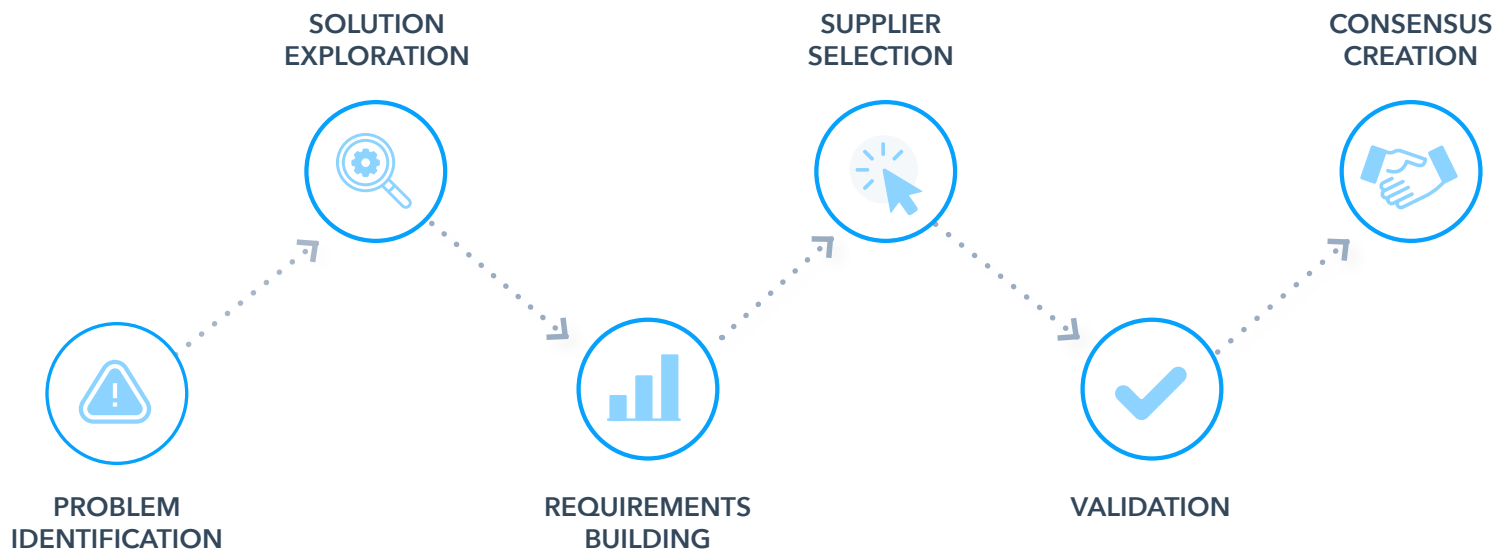 PROBLEM
IDENTIFICATION
SOLUTION
EXPLORATION
REQUIREMENTS
BUILDING
SUPPLIER
SELECTION
VALIDATION
CONSENSUS
CREATION